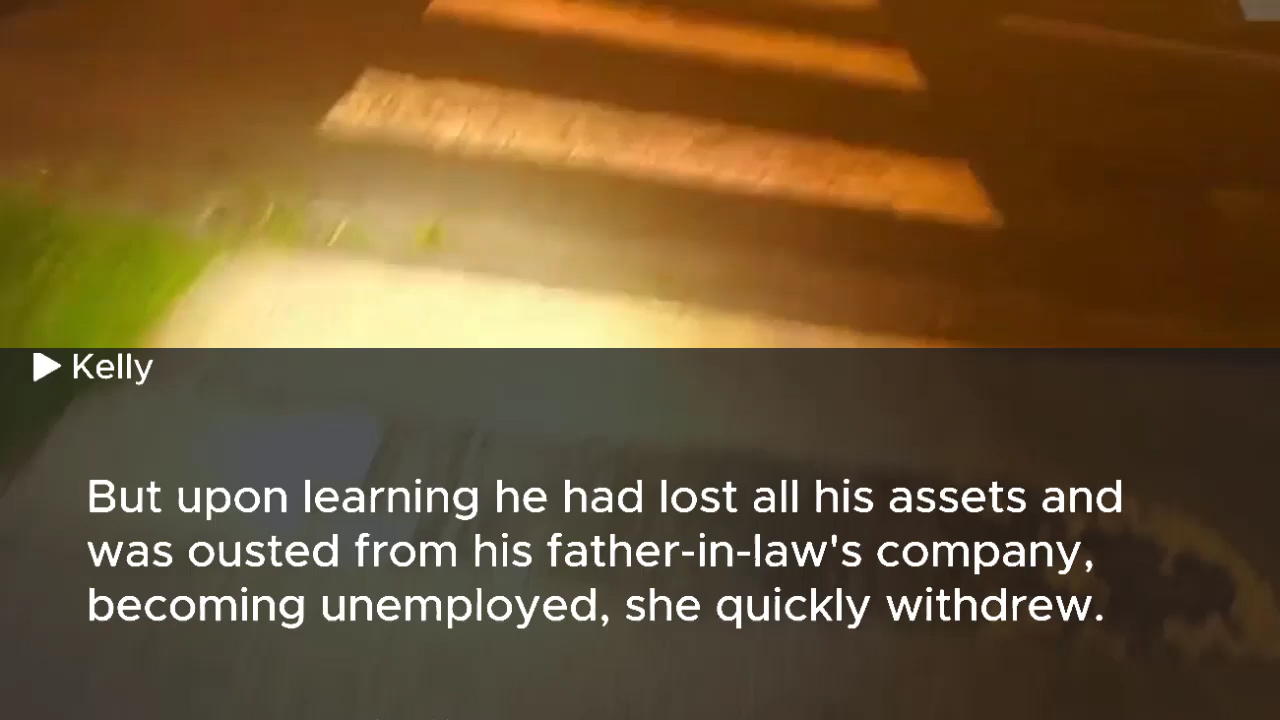 Kelly
But upon learning he had lost all his assets and
was ousted from his father-in-law's company,
becoming unemployed, she quickly withdrew.